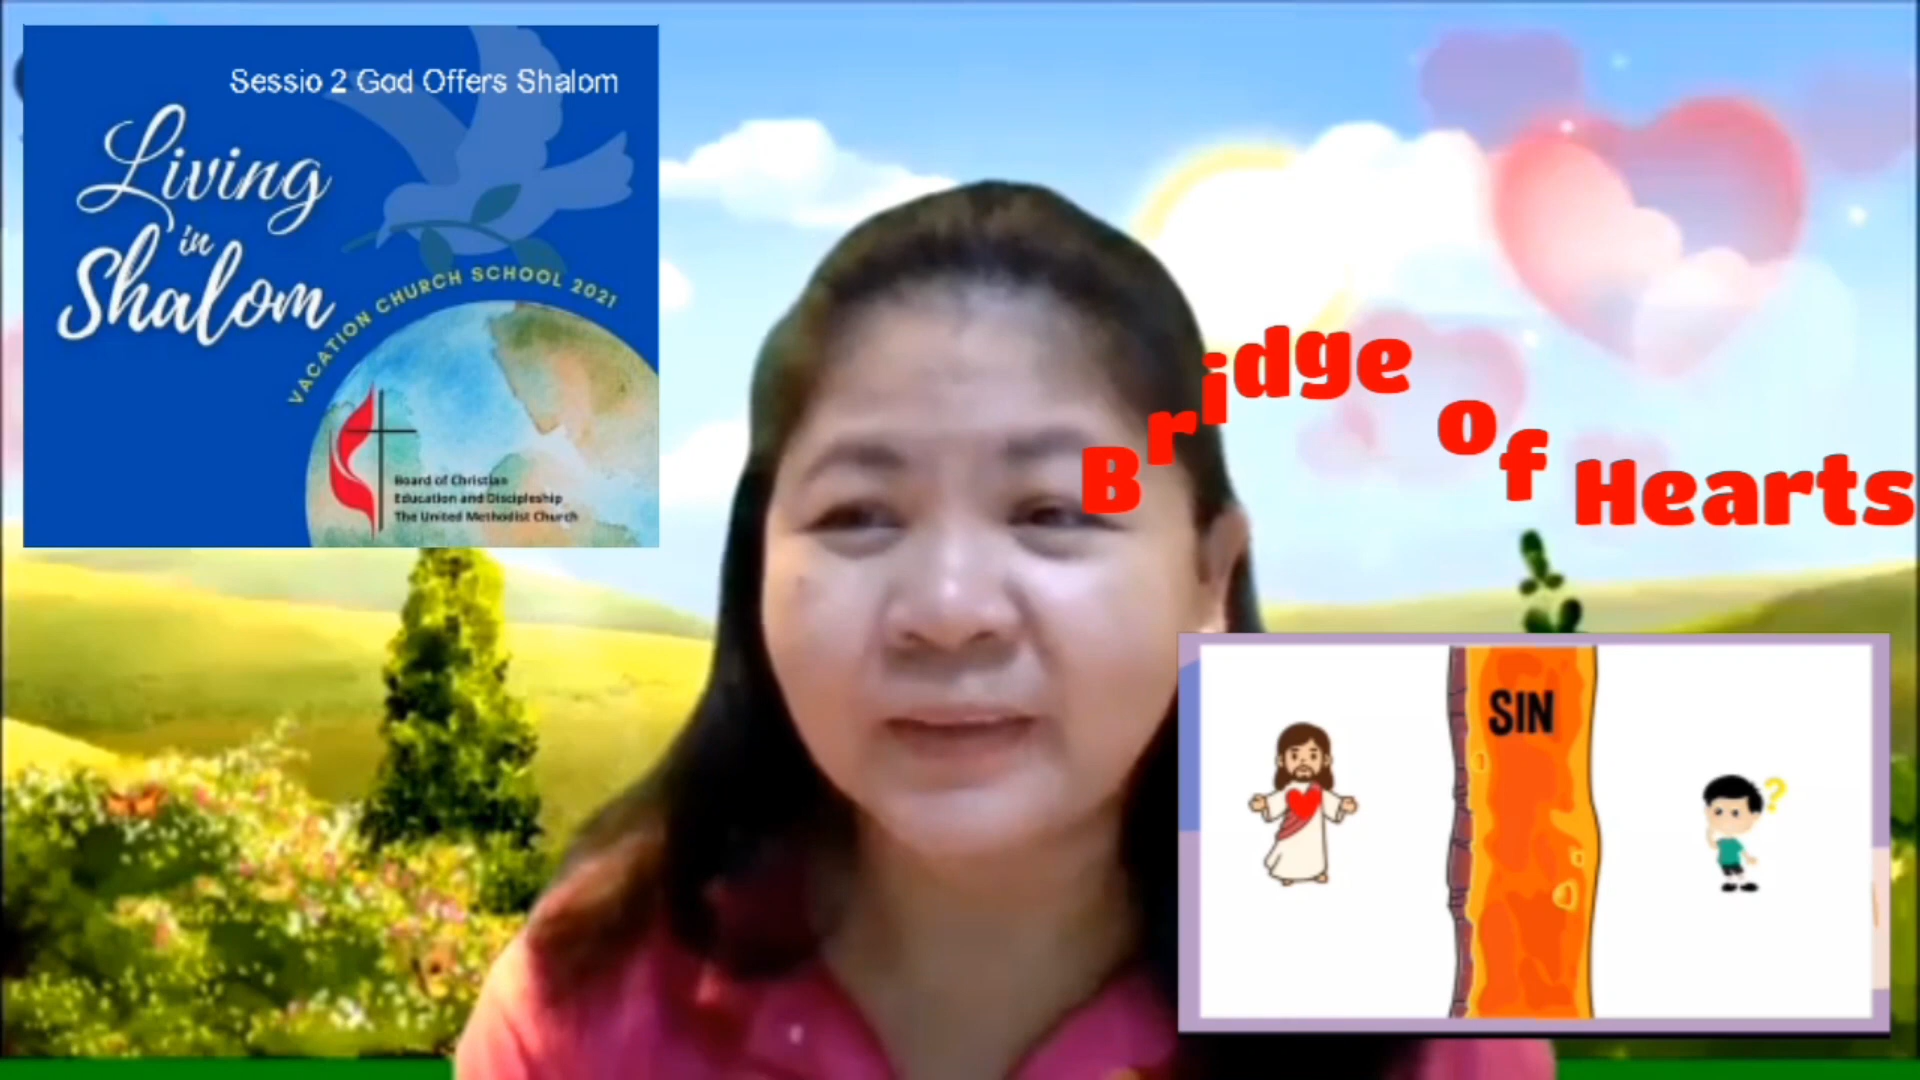 Sessio 2 God Offers Shalom
Living
in
Shalom
VACATION CHURCH SCHOOL 2021
Board of Christian
Education and Discipleship
The United Methodist Church
Bridge of Hearts
SIN
?